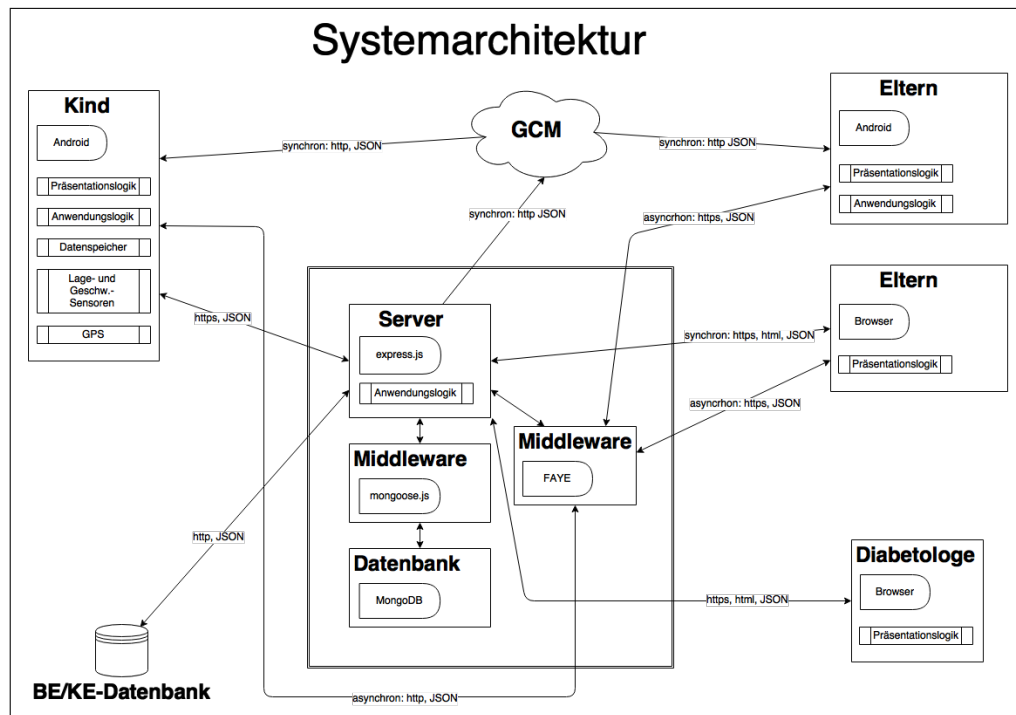 Systemarchitektur
Kind
Android
Präsentationslogik
Anwendungslogik
Datenspeicher
Lage- und
Geschw.-
Sensoren
GPS
GCM
synchron: http, JSON
synchron: http JSON
synchron: http JSON
Eltern
Android
Präsentationslogik
Anwendungslogik
asyncrhon: https, JSON
Eltern
Browser
Präsentationslogik
https, JSON
Server
express.js
Anwendungslogik
synchron: https, html, JSON
asyncrhon: https, JSON
Middleware
mongoose.js
Middleware
FAYE
Datenbank
MongoDB
http, JSON
https, html, JSON
Diabetologe
Browser
Präsentationslogik
BE/KE-Datenbank
asynchron: http, JSON